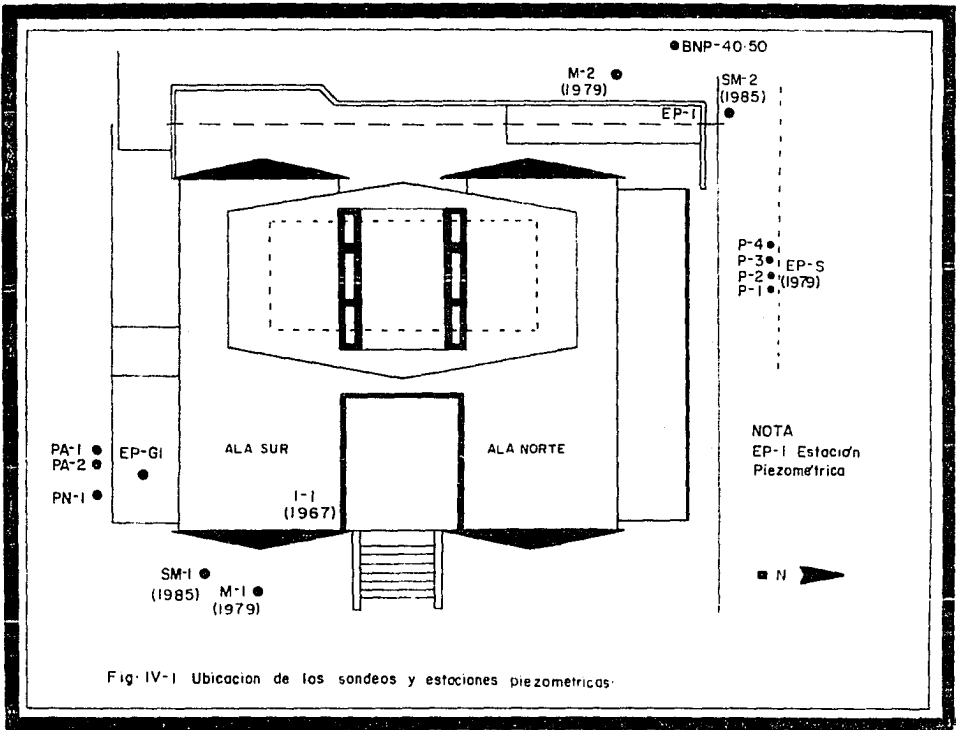 BNP-40·50
M-2
(1979)
SM-2
(1985)
EP-1
P-4
P-3
P-2
P-1
EP-S
(1979)
PA-1
PA-2
PN-1
EP-G1
ALA SUR
ALA NORTE
I-1
(1967)
NOTA
EP-1 Estación
Piezométrica
N
SM-1
(1985)
M-1
(1979)
Fig· IV-1 Ubicacion de los sondeos y estaciones piezometricas·